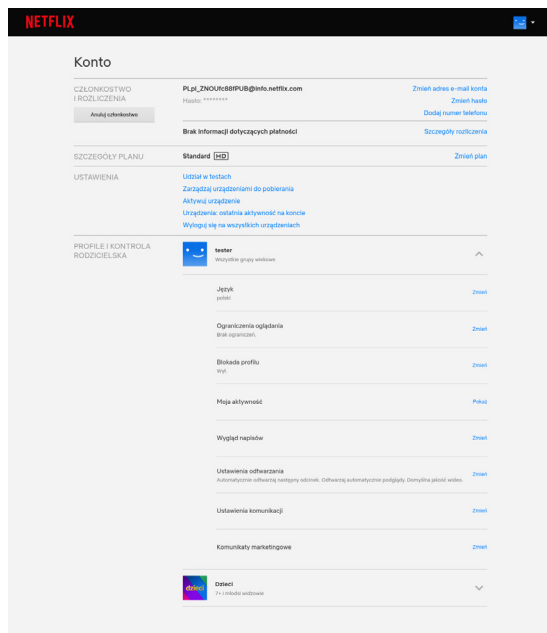 NETFLIX
Konto
CZŁONKOSTWO
I ROZLICZENIA
Anuluj członkostwo
PLpl_ZNOUfc88fPUB@info.netflix.com
Zmień adres e-mail konta
Hasło: ********
Zmień hasło
Dodaj numer telefonu
Brak informacji dotyczących płatności
Szczegóły rozliczenia
SZCZEGÓŁY PLANU
Standard HD
Zmień plan
USTAWIENIA
Udział w testach
Zarządzaj urządzeniami do pobierania
Aktywuj urządzenie
Urządzenia: ostatnia aktywność na koncie
Wyloguj się na wszystkich urządzeniach
PROFILE I KONTROLA
RODZICIELSKA
tester
Wszystkie grupy wiekowe
Język
polski
Zmień
Ograniczenia oglądania
Brak ograniczeń.
Zmień
Blokada profilu
Wył.
Zmień
Moja aktywność
Pokaż
Wygląd napisów
Zmień
Ustawienia odtwarzania
Automatycznie odtwarzaj następny odcinek. Odtwarzaj automatycznie podglądy. Domyślna jakość wideo.
Zmień
Ustawienia komunikacji
Zmień
Komunikaty marketingowe
Zmień
dzieci
Dzieci
7+ i młodsi widzowie